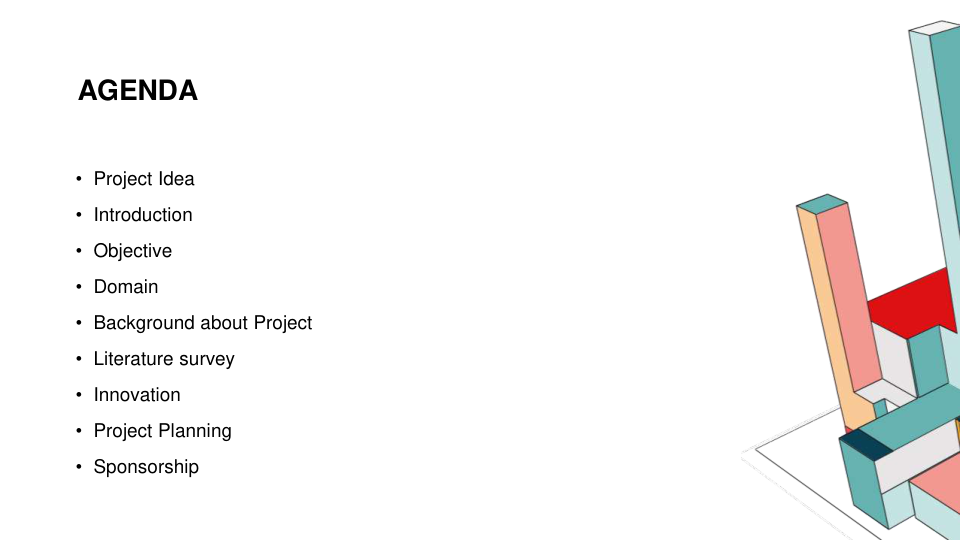 AGENDA
• Project Idea
• Introduction
• Objective
• Domain
• Background about Project
• Literature survey
• Innovation
• Project Planning
• Sponsorship